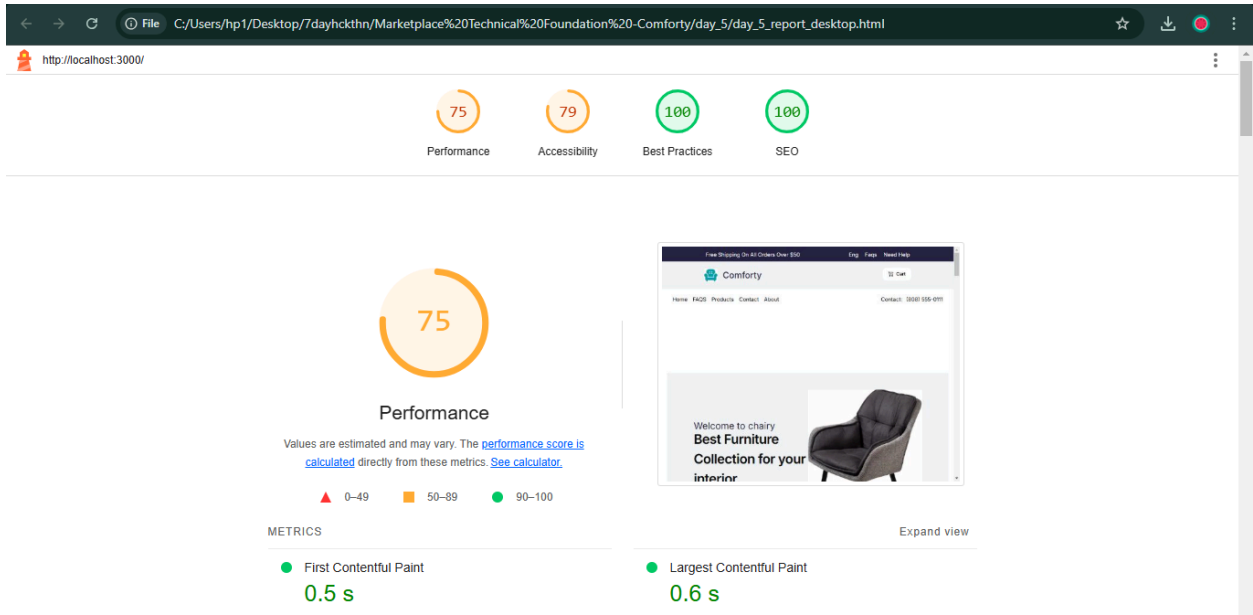 File C:/Users/hp1/Desktop/7dayhckthn/Marketplace%20Technical%20Foundation%20-Comforty/day_5/day_5_report_desktop.html
http://localhost:3000/
75 79 100 100
Performance Accessibility Best Practices SEO
Free Shipping On All Orders Over $50 Eng Faqs Need Help
Comforty Cart
Home FAQS Products Contact About Contact: (808) 555-0111
75
Welcome to chairy
Best Furniture
Collection for your
interior
Performance
Values are estimated and may vary. The performance score is
calculated directly from these metrics. See calculator.
0–49 50–89 90–100
METRICS Expand view
First Contentful Paint Largest Contentful Paint
0.5 s 0.6 s